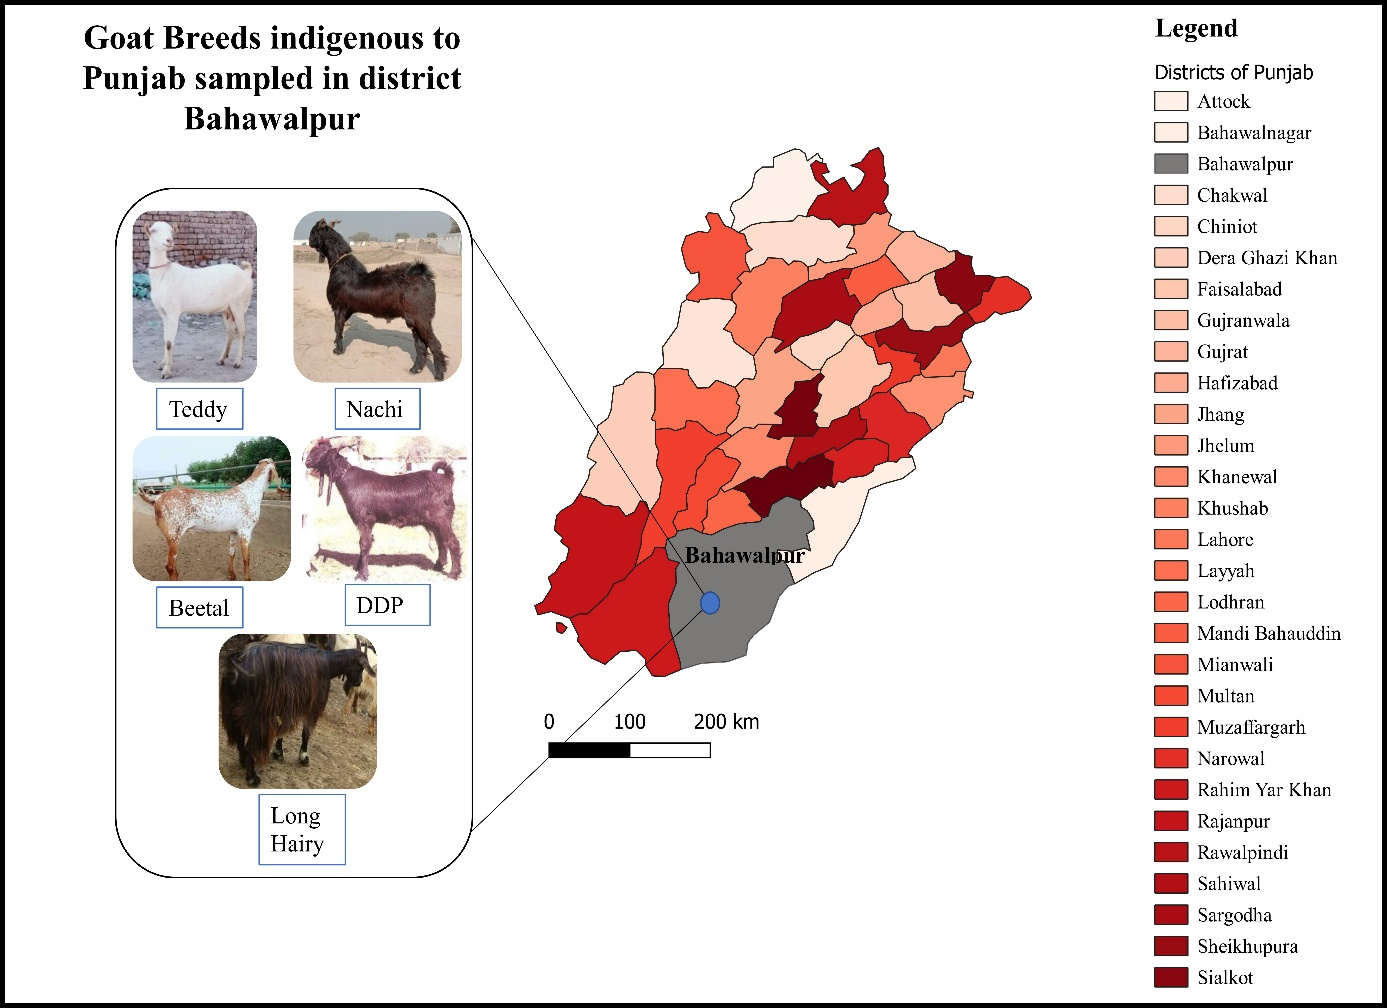 Goat Breeds indigenous to
Punjab sampled in district
Bahawalpur
Teddy
Nachi
Beetal
DDP
Long
Hairy
Bahawalpur
0 100 200 km
Legend
Districts of Punjab
Attock
Bahawalnagar
Bahawalpur
Chakwal
Chiniot
Dera Ghazi Khan
Faisalabad
Gujranwala
Gujrat
Hafizabad
Jhang
Jhelum
Khanewal
Khushab
Lahore
Layyah
Lodhran
Mandi Bahauddin
Mianwali
Multan
Muzaffargarh
Narowal
Rahim Yar Khan
Rajanpur
Rawalpindi
Sahiwal
Sargodha
Sheikhupura
Sialkot